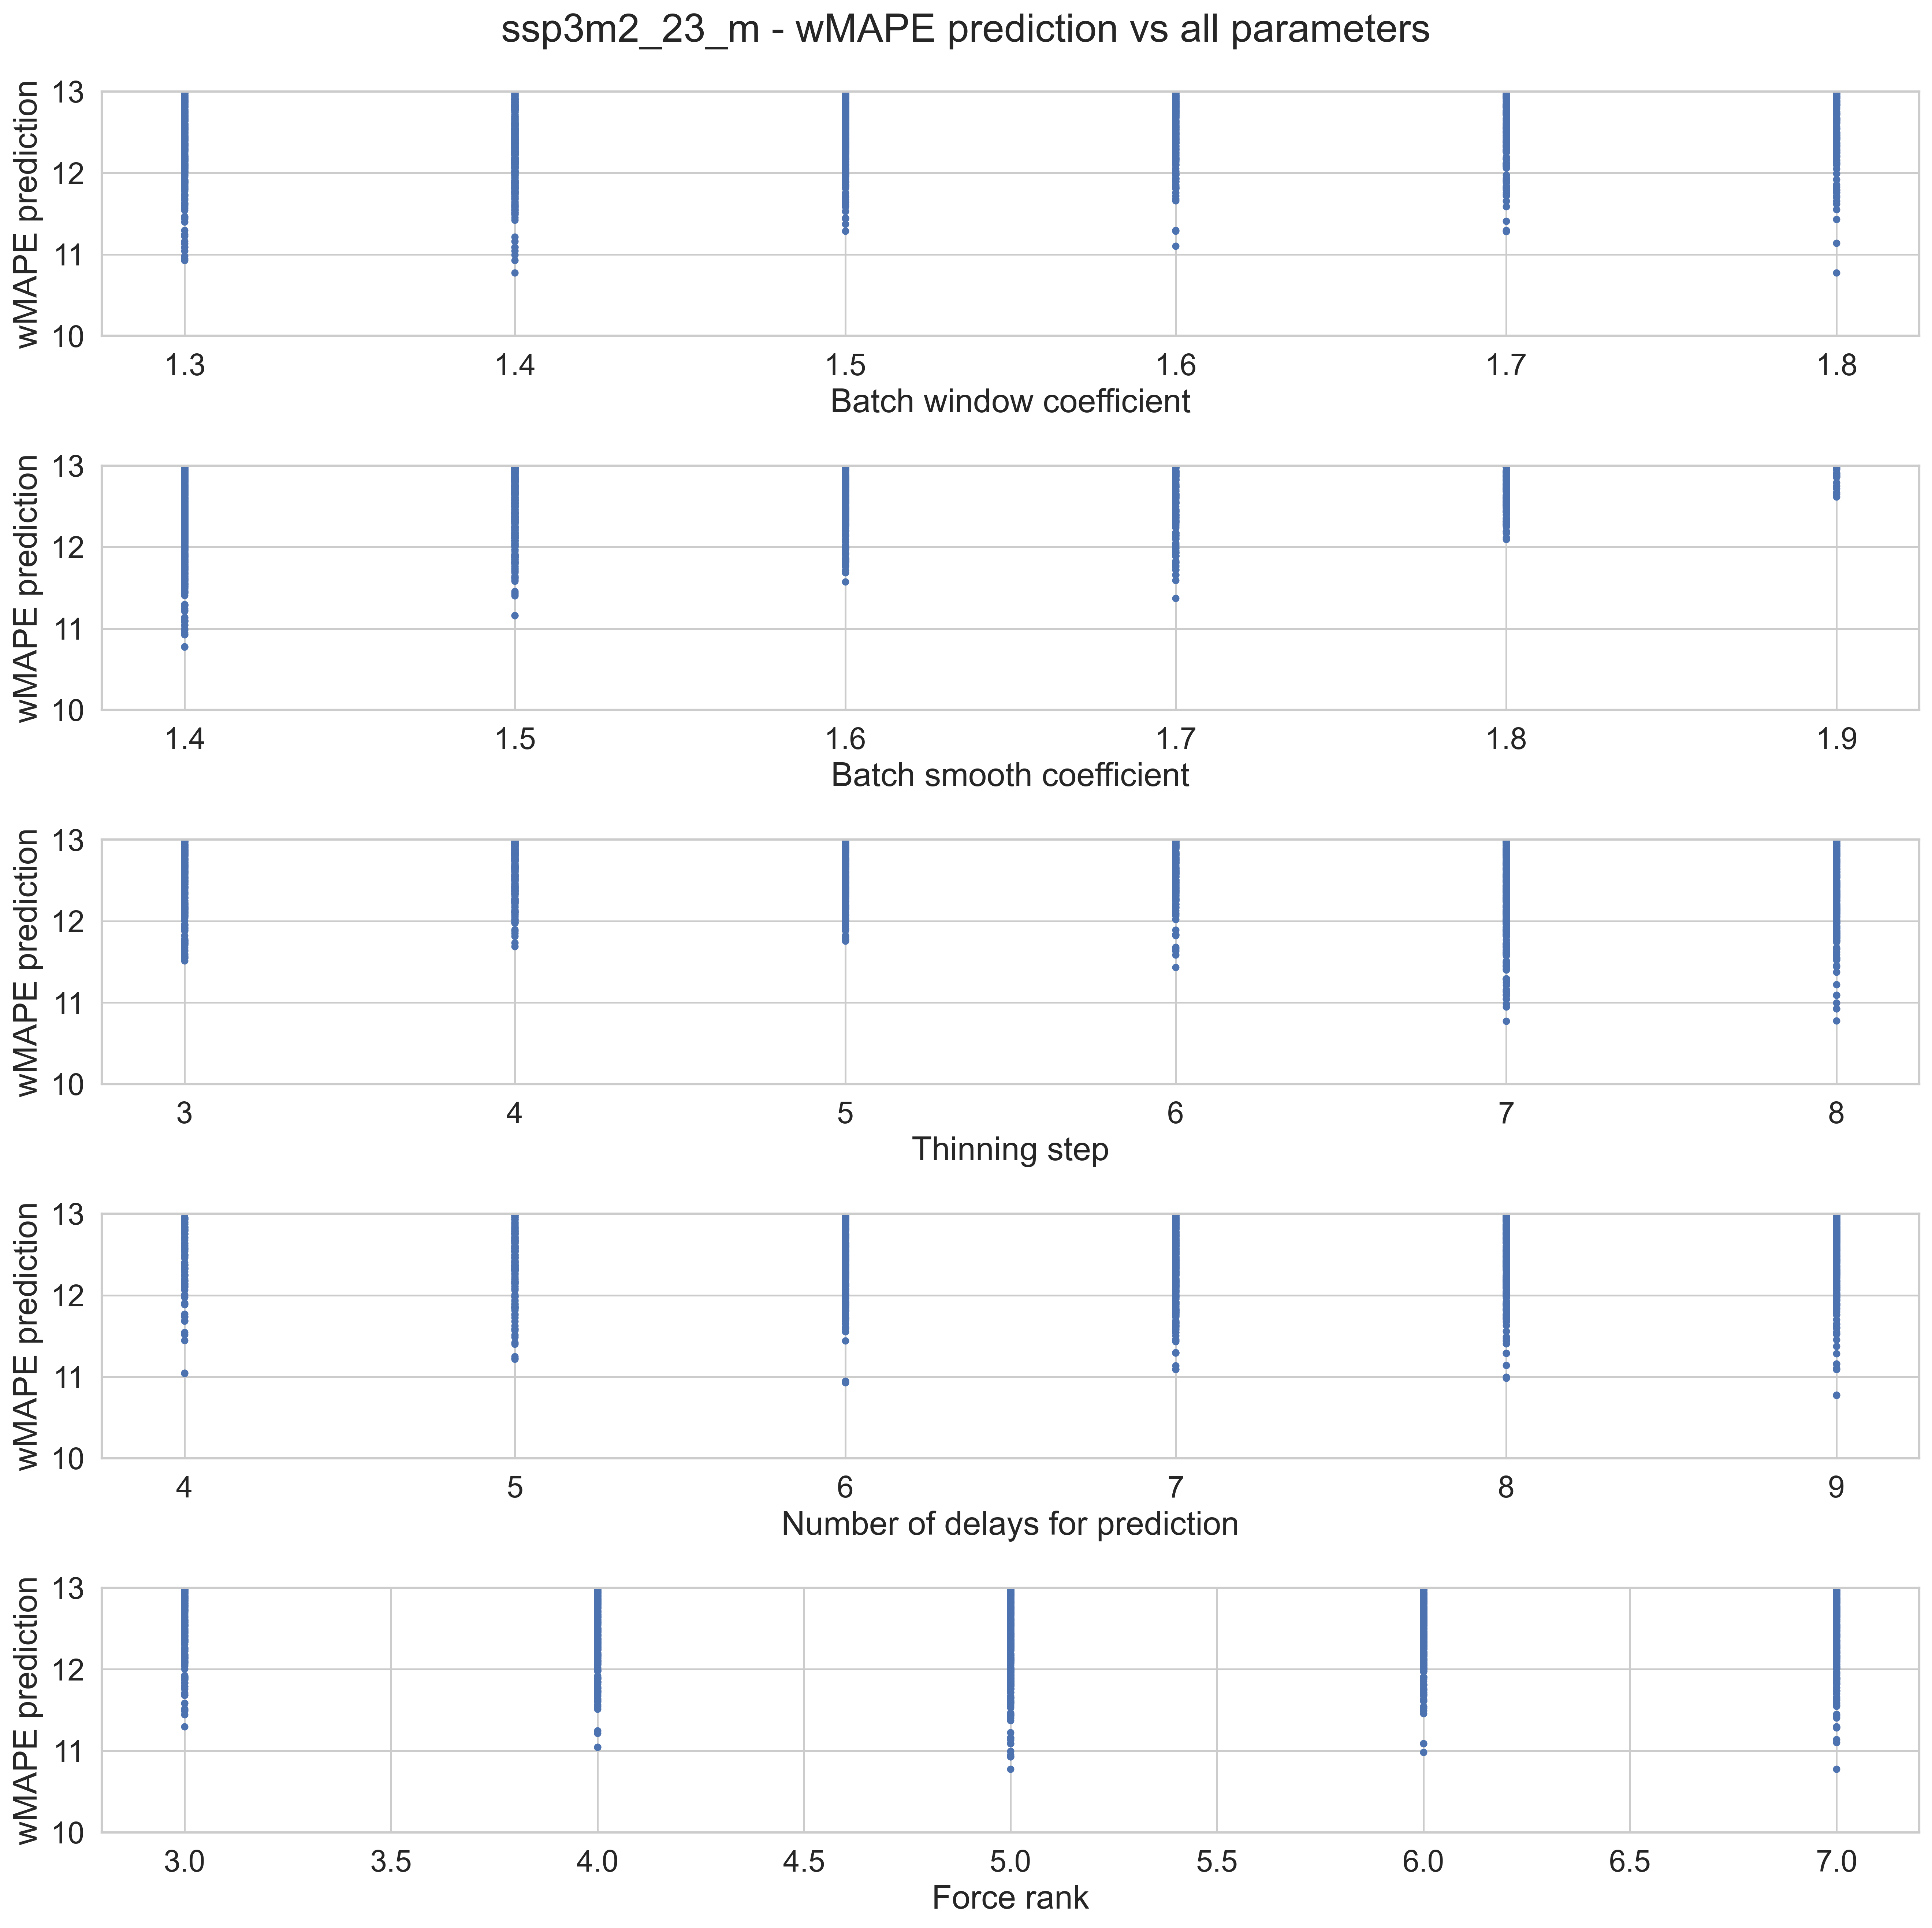 ssp3m2_23_m - wMAPE prediction vs all parameters
wMAPE prediction
13
12
11
10
1.3 1.4 1.5 1.6 1.7 1.8
Batch window coefficient
wMAPE prediction
13
12
11
10
1.4 1.5 1.6 1.7 1.8 1.9
Batch smooth coefficient
wMAPE prediction
13
12
11
10
3 4 5 6 7 8
Thinning step
wMAPE prediction
13
12
11
10
4 5 6 7 8 9
Number of delays for prediction
wMAPE prediction
13
12
11
10
3.0 3.5 4.0 4.5 5.0 5.5 6.0 6.5 7.0
Force rank